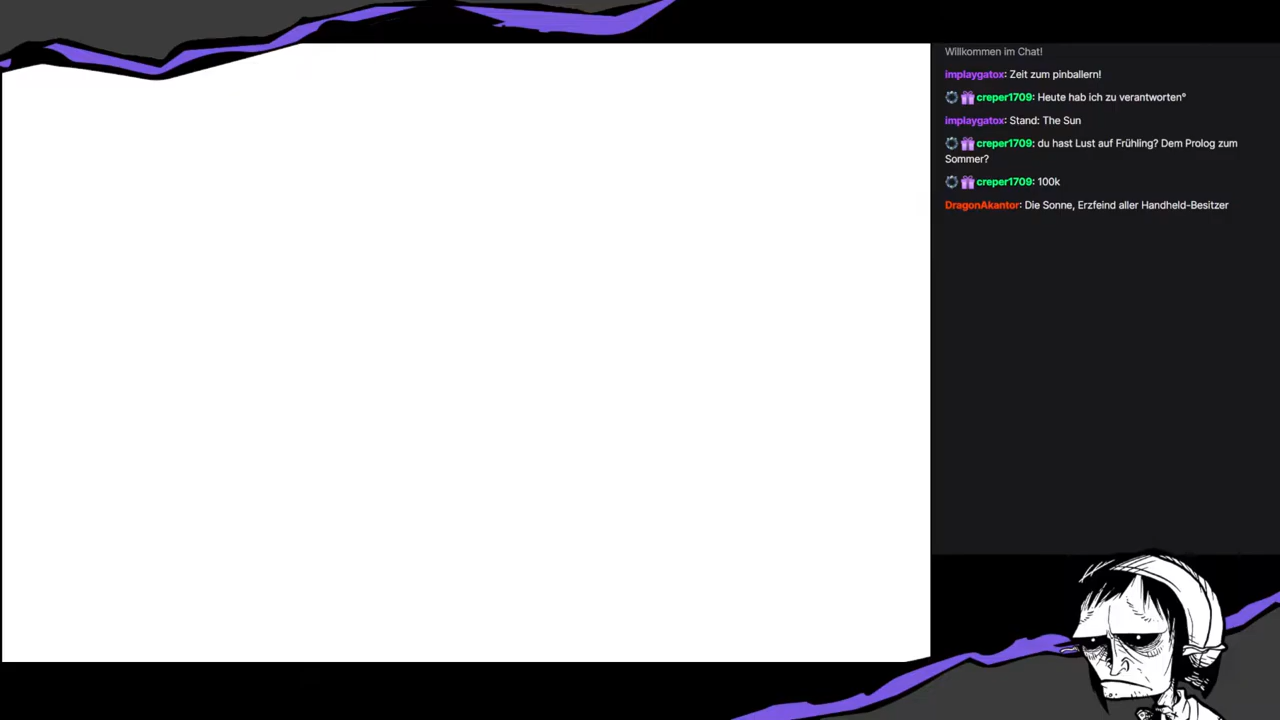 Willkommen im Chat!
implaygatox: Zeit zum pinballern!
creper1709: Heute hab ich zu verantworten°
implaygatox: Stand: The Sun
creper1709: du hast Lust auf Frühling? Dem Prolog zum
Sommer?
creper1709: 100k
DragonAkantor: Die Sonne, Erzfeind aller Handheld-Besitzer